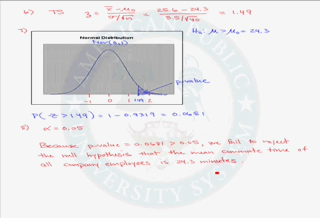 6) TS z = x̄ - μ₀ / σ/√n = 25.6 - 24.3 / 5.5/√40 = 1.49
7) Normal Distribution Hₐ: μ > μ₀ = 24.3
N(0,1)
p-value
-1 0 1 1.49 2
P(Z > 1.49) = 1 - 0.9319 = 0.0681
8) α = 0.05
Because p-value = 0.0681 > 0.05, we fail to reject
the null hypothesis that the mean commute time of
all company employees is 24.3 minutes.